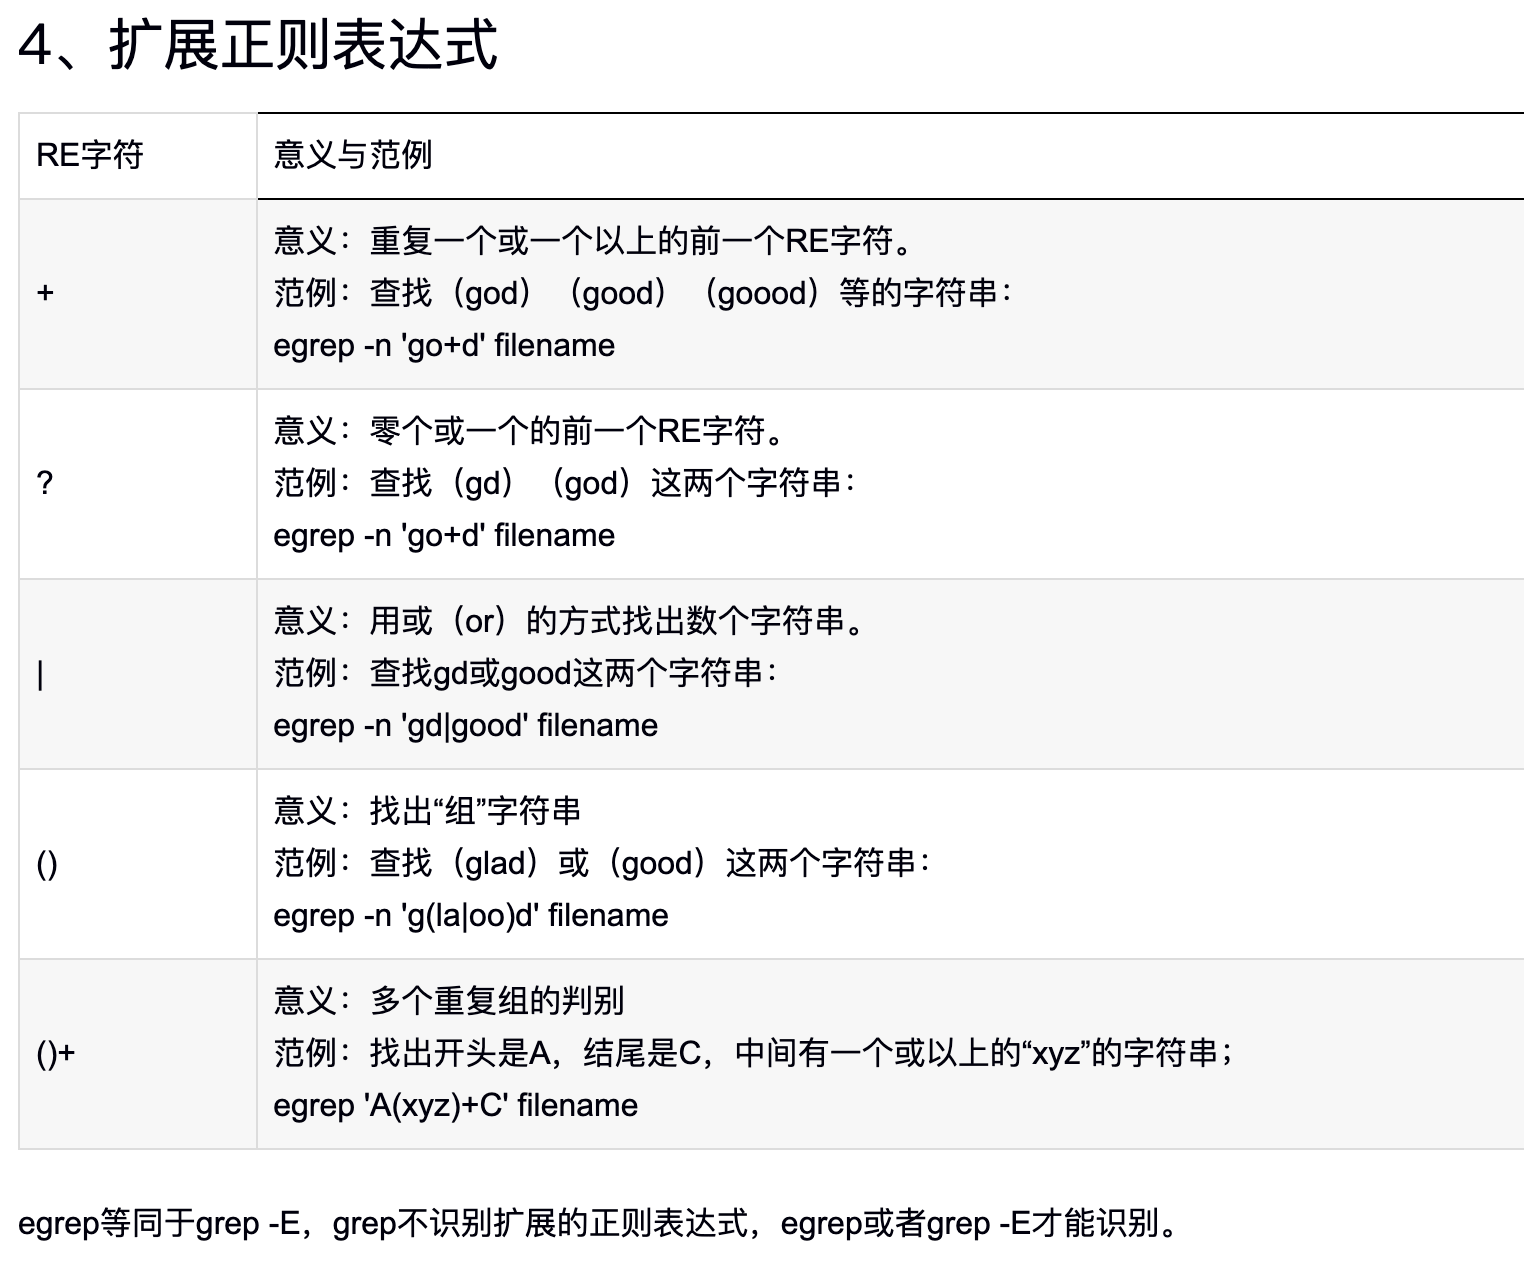 4、扩展正则表达式
RE字符
意义与范例
+
意义：重复一个或一个以上的前一个RE字符。
范例：查找（god）（good）（goood）等的字符串：
egrep -n 'go+d' filename
?
意义：零个或一个的前一个RE字符。
范例：查找（gd）（god）这两个字符串：
egrep -n 'go+d' filename
|
意义：用或（or）的方式找出数个字符串。
范例：查找gd或good这两个字符串：
egrep -n 'gd|good' filename
()
意义：找出“组”字符串
范例：查找（glad）或（good）这两个字符串：
egrep -n 'g(la|oo)d' filename
()+
意义：多个重复组的判别
范例：找出开头是A，结尾是C，中间有一个或以上的“xyz”的字符串；
egrep 'A(xyz)+C' filename
egrep等同于grep -E，grep不识别扩展的正则表达式，egrep或者grep -E才能识别。